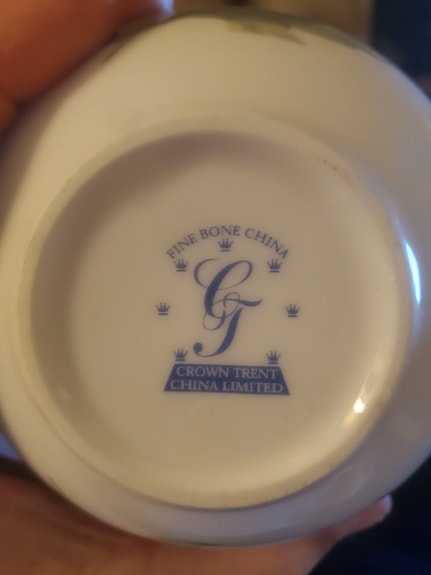 FINE BONE CHINA
CT
CROWN TRENT
CHINA LIMITED